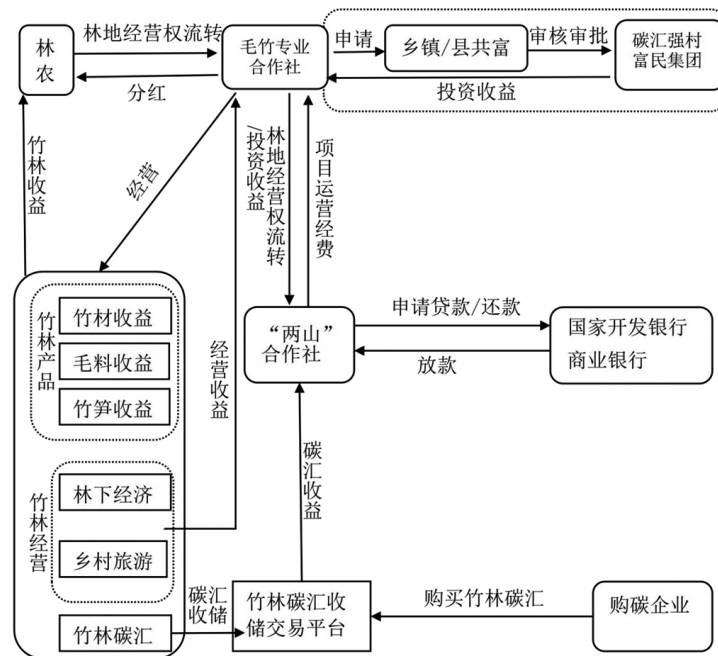 林
农
林地经营权流转
分红
毛竹专业
合作社
申请
乡镇/县共富
审核审批
碳汇强村
富民集团
投资收益
竹林收益
经营
林地经营权流转
/投资收益
项目运营经费
竹林产品
竹材收益
毛料收益
竹笋收益
经营收益
“两山”
合作社
申请贷款/还款
放款
国家开发银行
商业银行
竹林经营
林下经济
乡村旅游
碳汇收益
竹林碳汇
碳汇
收储
竹林碳汇收
储交易平台
购买竹林碳汇
购碳企业